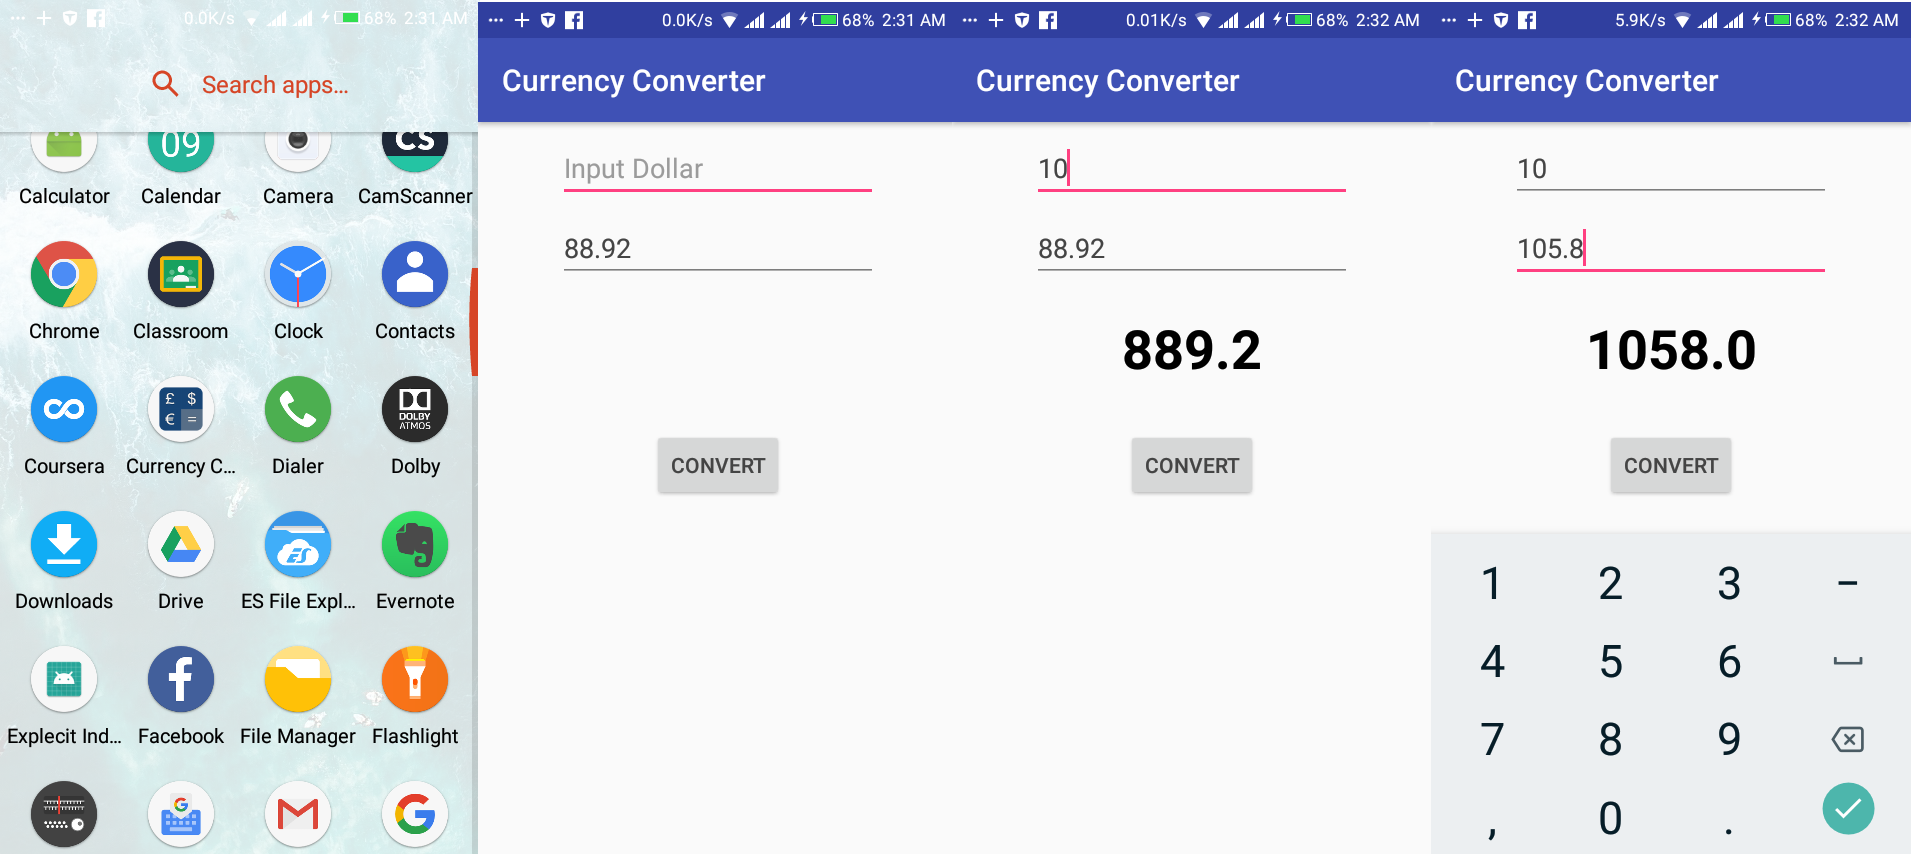 0.0K/s 68% 2:31 AM
Search apps...
09
CS
Calculator Calendar Camera CamScanner
Chrome Classroom Clock Contacts
£ $
€ =
DOLBY
ATMOS
Coursera Currency C... Dialer Dolby
ES
Downloads Drive ES File Expl... Evernote
f
Explecit Ind... Facebook File Manager Flashlight
G
M
G
0.0K/s 68% 2:31 AM
Currency Converter
Input Dollar
88.92
CONVERT
0.01K/s 68% 2:32 AM
Currency Converter
10
88.92
889.2
CONVERT
5.9K/s 68% 2:32 AM
Currency Converter
10
105.8
1058.0
CONVERT
1 2 3 -
4 5 6
7 8 9
, 0 .